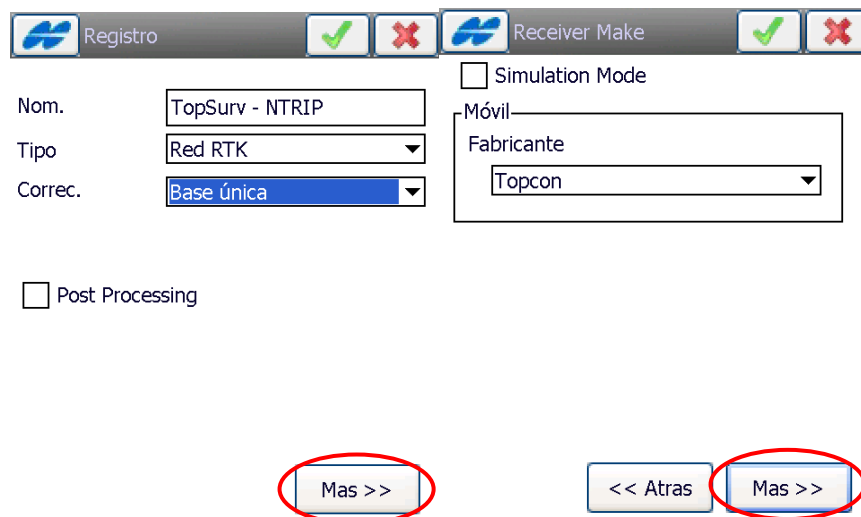 Registro
Nom.
TopSurv - NTRIP
Tipo
Red RTK
Correc.
Base única
Post Processing
Mas >>
Receiver Make
Simulation Mode
Móvil
Fabricante
Topcon
<< Atras
Mas >>